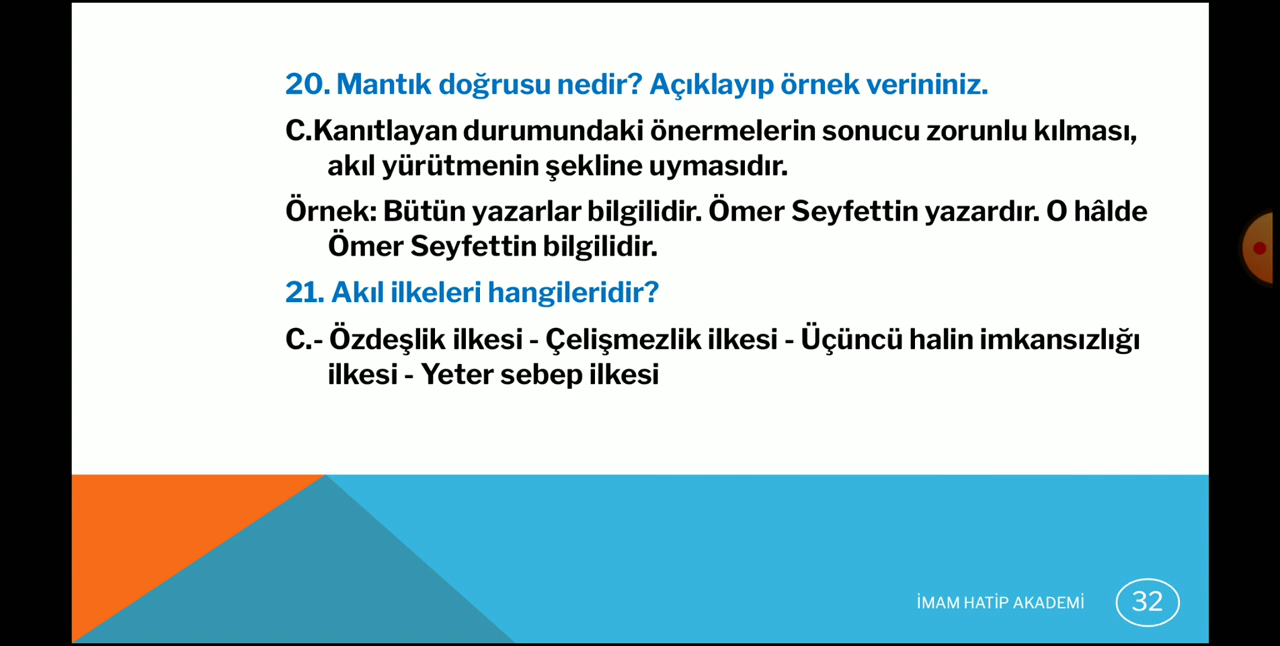 20. Mantık doğrusu nedir? Açıklayıp örnek verininiz.
C.Kanıtlayan durumundaki önermelerin sonucu zorunlu kılması,
akıl yürütmenin şekline uymasıdır.
Örnek: Bütün yazarlar bilgilidir. Ömer Seyfettin yazardır. O hâlde
Ömer Seyfettin bilgilidir.
21. Akıl ilkeleri hangileridir?
C.- Özdeşlik ilkesi - Çelişmezlik ilkesi - Üçüncü halin imkansızlığı
ilkesi - Yeter sebep ilkesi
İMAM HATİP AKADEMİ
32